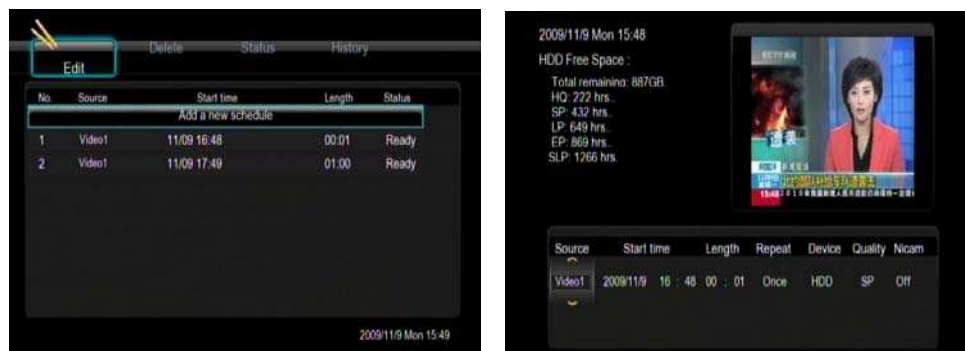 Delete Status History
Edit
No. Source Start time Length Status
Add a new schedule
1 Video1 11/09 16:48 00:01 Ready
2 Video1 11/09 17:49 01:00 Ready
2009/11/9 Mon 15:49
2009/11/9 Mon 15:48
HDD Free Space :
Total remaining: 887GB
HQ: 222 hrs..
SP: 432 hrs..
LP: 649 hrs..
EP: 869 hrs..
SLP: 1266 hrs.
遭袭
15:48
Source Start time Length Repeat Device Quality Nicam
Video1 2009/11/9 16 : 48 00 : 01 Once HDD SP Off